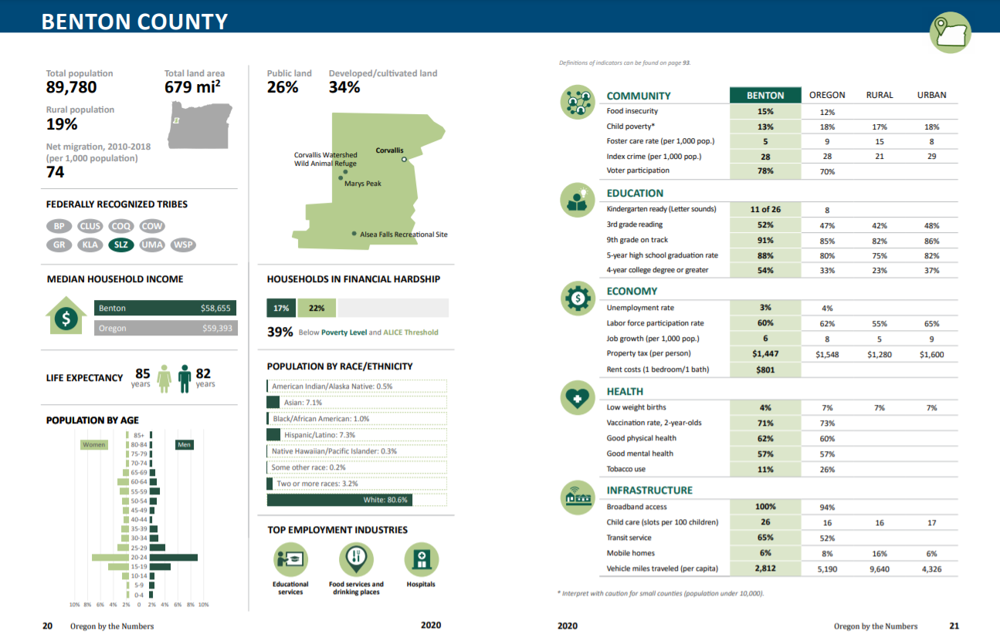 BENTON COUNTY
Total population
89,780
Total land area
679 mi²
Rural population
19%
Net migration, 2010-2018
(per 1,000 population)
74
FEDERALLY RECOGNIZED TRIBES
BP CLUS COQ COW
GR KLA SLZ UMA WSP
MEDIAN HOUSEHOLD INCOME
$
Benton $58,655
Oregon $59,393
LIFE EXPECTANCY 85 years 82 years
POPULATION BY AGE
Women Men
85+
80-84
75-79
70-74
65-69
60-64
55-59
50-54
45-49
40-44
35-39
30-34
25-29
20-24
15-19
10-14
5-9
0-4
10% 8% 6% 4% 2% 0 2% 4% 6% 8% 10%
Public land
26%
Developed/cultivated land
34%
Corvallis
Corvallis Watershed
Wild Animal Refuge
Marys Peak
Alsea Falls Recreational Site
HOUSEHOLDS IN FINANCIAL HARDSHIP
17% 22%
39% Below Poverty Level and ALICE Threshold
POPULATION BY RACE/ETHNICITY
American Indian/Alaska Native: 0.5%
Asian: 7.1%
Black/African American: 1.0%
Hispanic/Latino: 7.3%
Native Hawaiian/Pacific Islander: 0.3%
Some other race: 0.2%
Two or more races: 3.2%
White: 80.6%
TOP EMPLOYMENT INDUSTRIES
Educational
services
Food services and
drinking places
Hospitals
20 Oregon by the Numbers
2020
Definitions of indicators can be found on page 93.
COMMUNITY BENTON OREGON RURAL URBAN
Food insecurity 15% 12%
Child poverty* 13% 18% 17% 18%
Foster care rate (per 1,000 pop.) 5 9 15 8
Index crime (per 1,000 pop.) 28 28 21 29
Voter participation 78% 70%
EDUCATION
Kindergarten ready (Letter sounds) 11 of 26 8
3rd grade reading 52% 47% 42% 48%
9th grade on track 91% 85% 82% 86%
5-year high school graduation rate 88% 80% 75% 82%
4-year college degree or greater 54% 33% 23% 37%
ECONOMY
$
Unemployment rate 3% 4%
Labor force participation rate 60% 62% 55% 65%
Job growth (per 1,000 pop.) 6 8 5 9
Property tax (per person) $1,447 $1,548 $1,280 $1,600
Rent costs (1 bedroom/1 bath) $801
HEALTH
Low weight births 4% 7% 7% 7%
Vaccination rate, 2-year-olds 71% 73%
Good physical health 62% 60%
Good mental health 57% 57%
Tobacco use 11% 26%
INFRASTRUCTURE
Broadband access 100% 94%
Child care (slots per 100 children) 26 16 16 17
Transit service 65% 52%
Mobile homes 6% 8% 16% 6%
Vehicle miles traveled (per capita) 2,812 5,190 9,640 4,326
* Interpret with caution for small counties (population under 10,000).
2020
Oregon by the Numbers 21